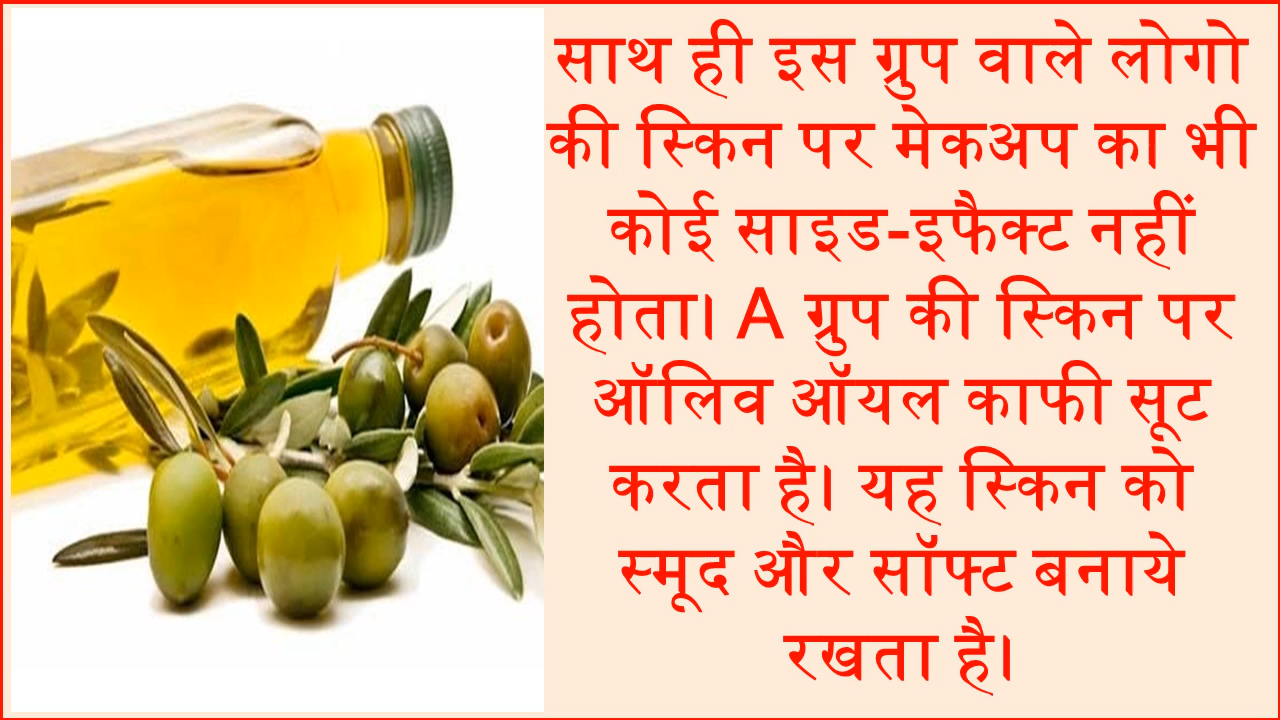 साथ ही इस ग्रुप वाले लोगो
की स्किन पर मेकअप का भी
कोई साइड-इफैक्ट नहीं
होता। A ग्रुप की स्किन पर
ऑलिव ऑयल काफी सूट
करता है। यह स्किन को
स्मूद और सॉफ्ट बनाये
रखता है।